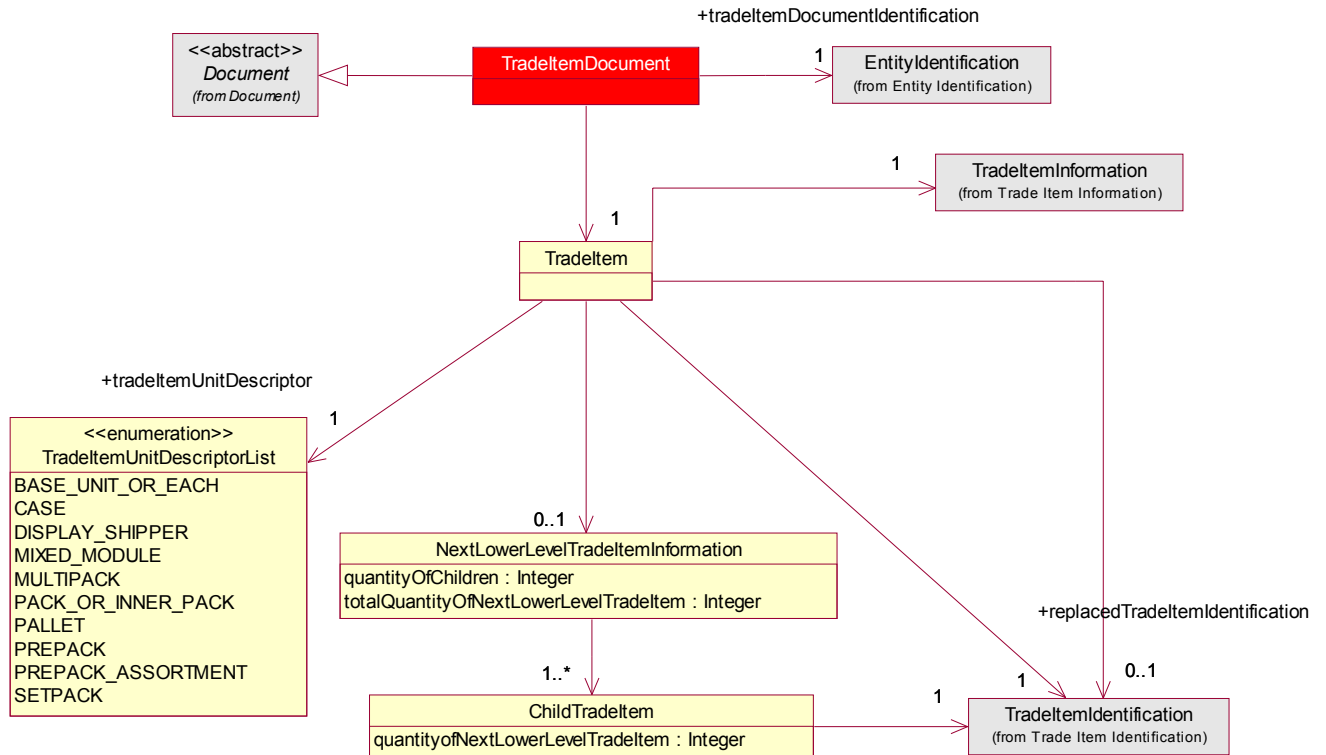 +tradeItemDocumentIdentification
<<abstract>>
Document
(from Document)
TradeItemDocument
1
EntityIdentification
(from Entity Identification)
1
TradeItemInformation
(from Trade Item Information)
1
TradeItem
+tradeItemUnitDescriptor
1
<<enumeration>>
TradeItemUnitDescriptorList
BASE_UNIT_OR_EACH
CASE
DISPLAY_SHIPPER
MIXED_MODULE
MULTIPACK
PACK_OR_INNER_PACK
PALLET
PREPACK
PREPACK_ASSORTMENT
SETPACK
0..1
NextLowerLevelTradeItemInformation
quantityOfChildren : Integer
totalQuantityOfNextLowerLevelTradeItem : Integer
+replacedTradeItemIdentification
1..*
1
0..1
ChildTradeItem
quantityofNextLowerLevelTradeItem : Integer
1
TradeItemIdentification
(from Trade Item Identification)